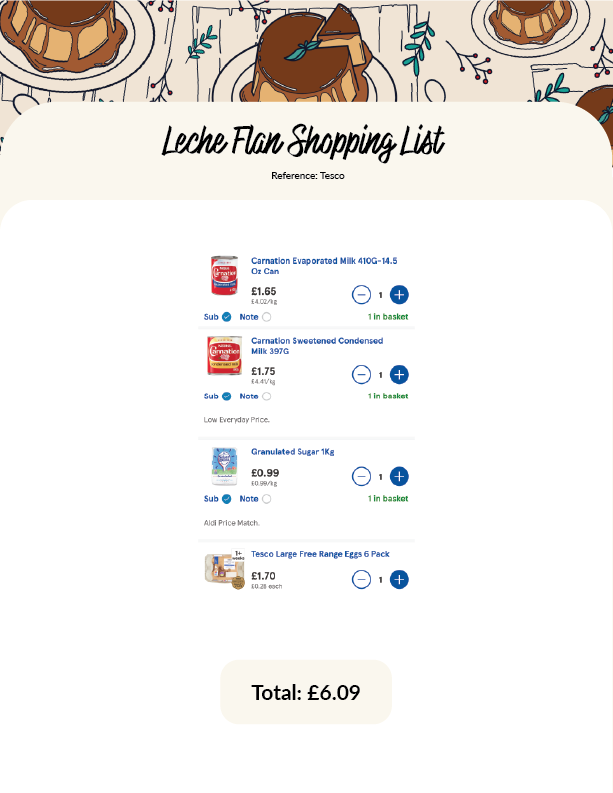 Leche Flan Shopping List
Reference: Tesco
Carnation
Carnation Evaporated Milk 410G-14.5
Oz Can
£1.65
£4.02/kg
1
Sub
Note
1 in basket
Carnation
Carnation Sweetened Condensed
Milk 397G
£1.75
£4.41/kg
1
Sub
Note
1 in basket
Low Everyday Price.
Granulated Sugar 1Kg
£0.99
£0.99/kg
1
Sub
Note
1 in basket
Aldi Price Match.
1+
weeks
Tesco Large Free Range Eggs 6 Pack
£1.70
£0.28 each
1
Total: £6.09